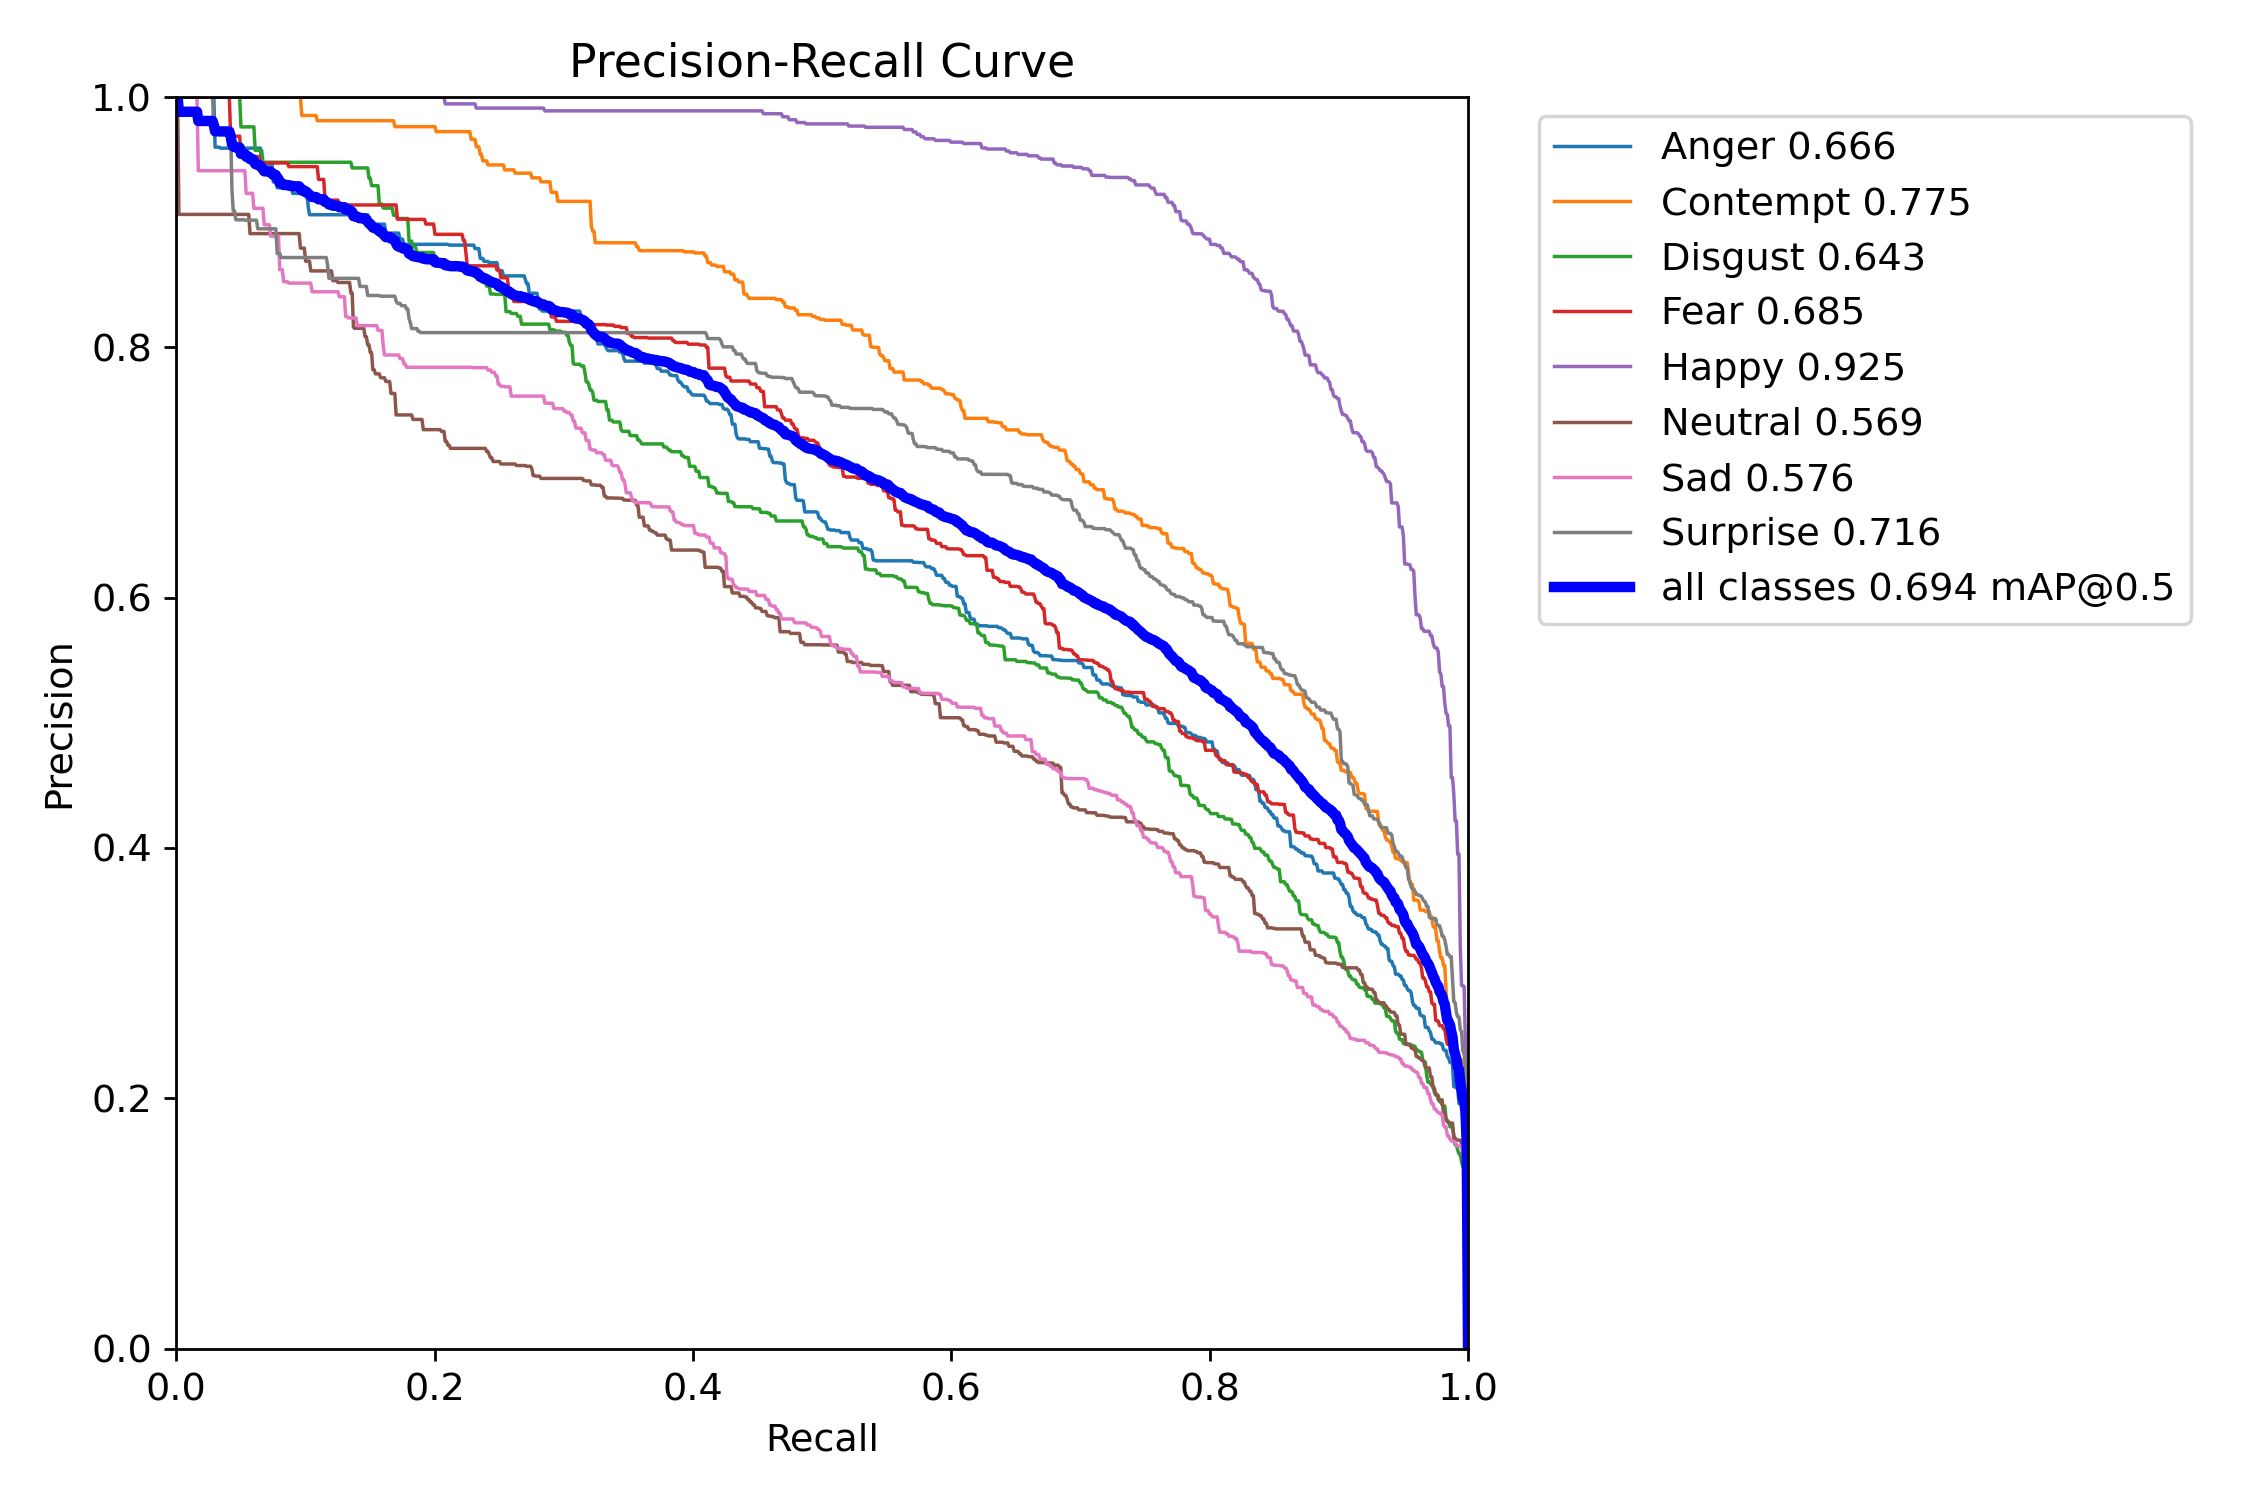 Precision-Recall Curve
1.0
0.8
0.6
0.4
0.2
0.0
Precision
0.0 0.2 0.4 0.6 0.8 1.0
Recall
Anger 0.666
Contempt 0.775
Disgust 0.643
Fear 0.685
Happy 0.925
Neutral 0.569
Sad 0.576
Surprise 0.716
all classes 0.694 mAP@0.5